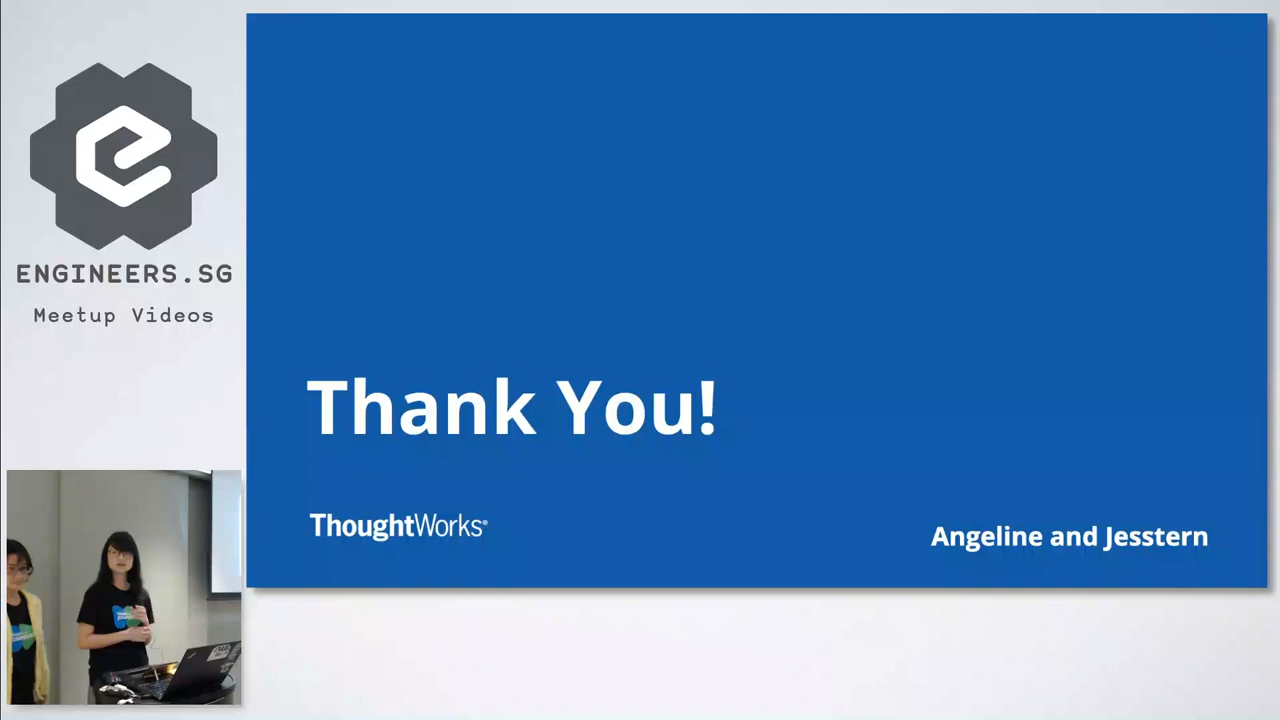 ENGINEERS.SG
Meetup Videos
Thank You!
ThoughtWorks®
Angeline and Jesstern